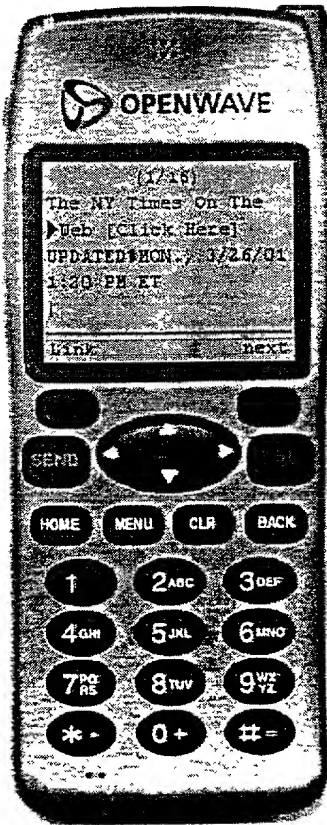 OPENWAVE
(1/16)
The NY Times On The
Web [Click Here]
UPDATED MON., 3/26/01
1:20 PM ET
Link
next
SEND
HOME MENU CLR BACK
1 2ABC 3DEF
4GHI 5JKL 6MNO
7PQRS 8TUV 9WXYZ
* 0+ #